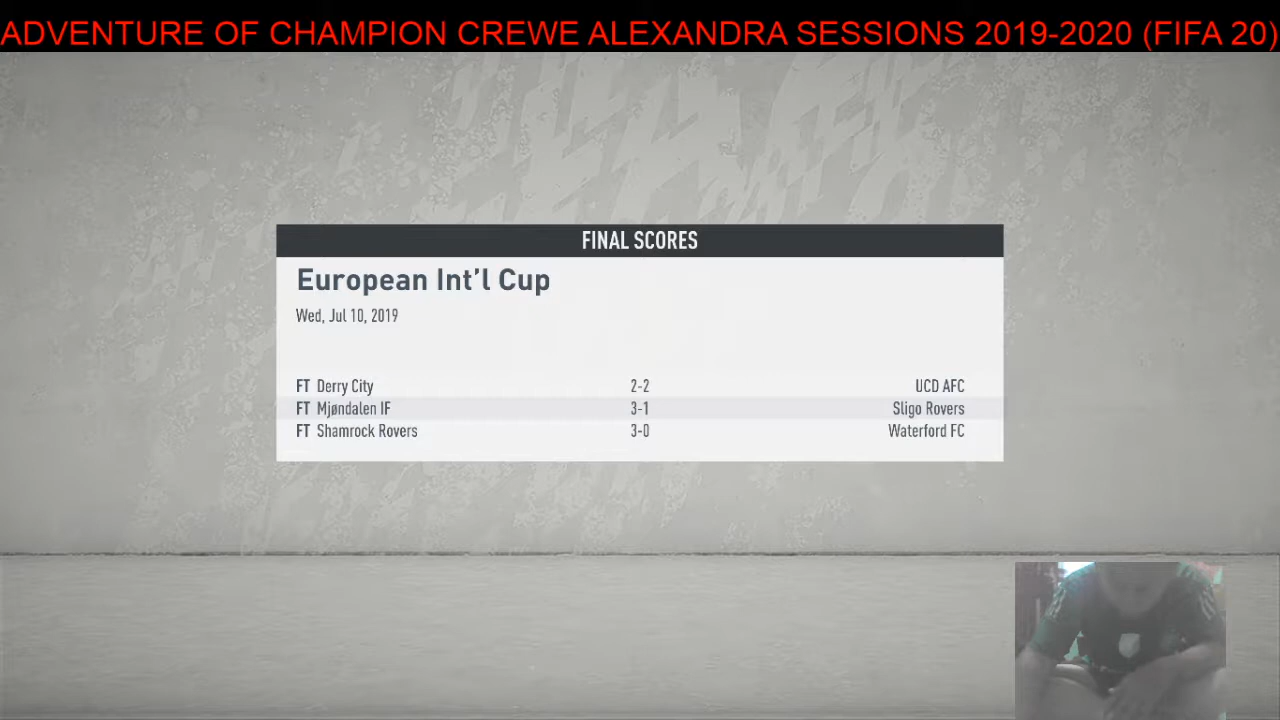 ADVENTURE OF CHAMPION CREWE ALEXANDRA SESSIONS 2019-2020 (FIFA 20)
FINAL SCORES
European Int'l Cup
Wed, Jul 10, 2019
FT Derry City 2-2 UCD AFC
FT Mjøndalen IF 3-1 Sligo Rovers
FT Shamrock Rovers 3-0 Waterford FC